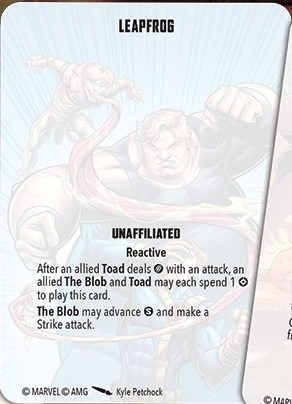 LEAPFROG
UNAFFILIATED
Reactive
After an allied Toad deals with an attack, an
allied The Blob and Toad may each spend 1
to play this card.
The Blob may advance S and make a
Strike attack.
© MARVEL © AMG Kyle Petchock
©M